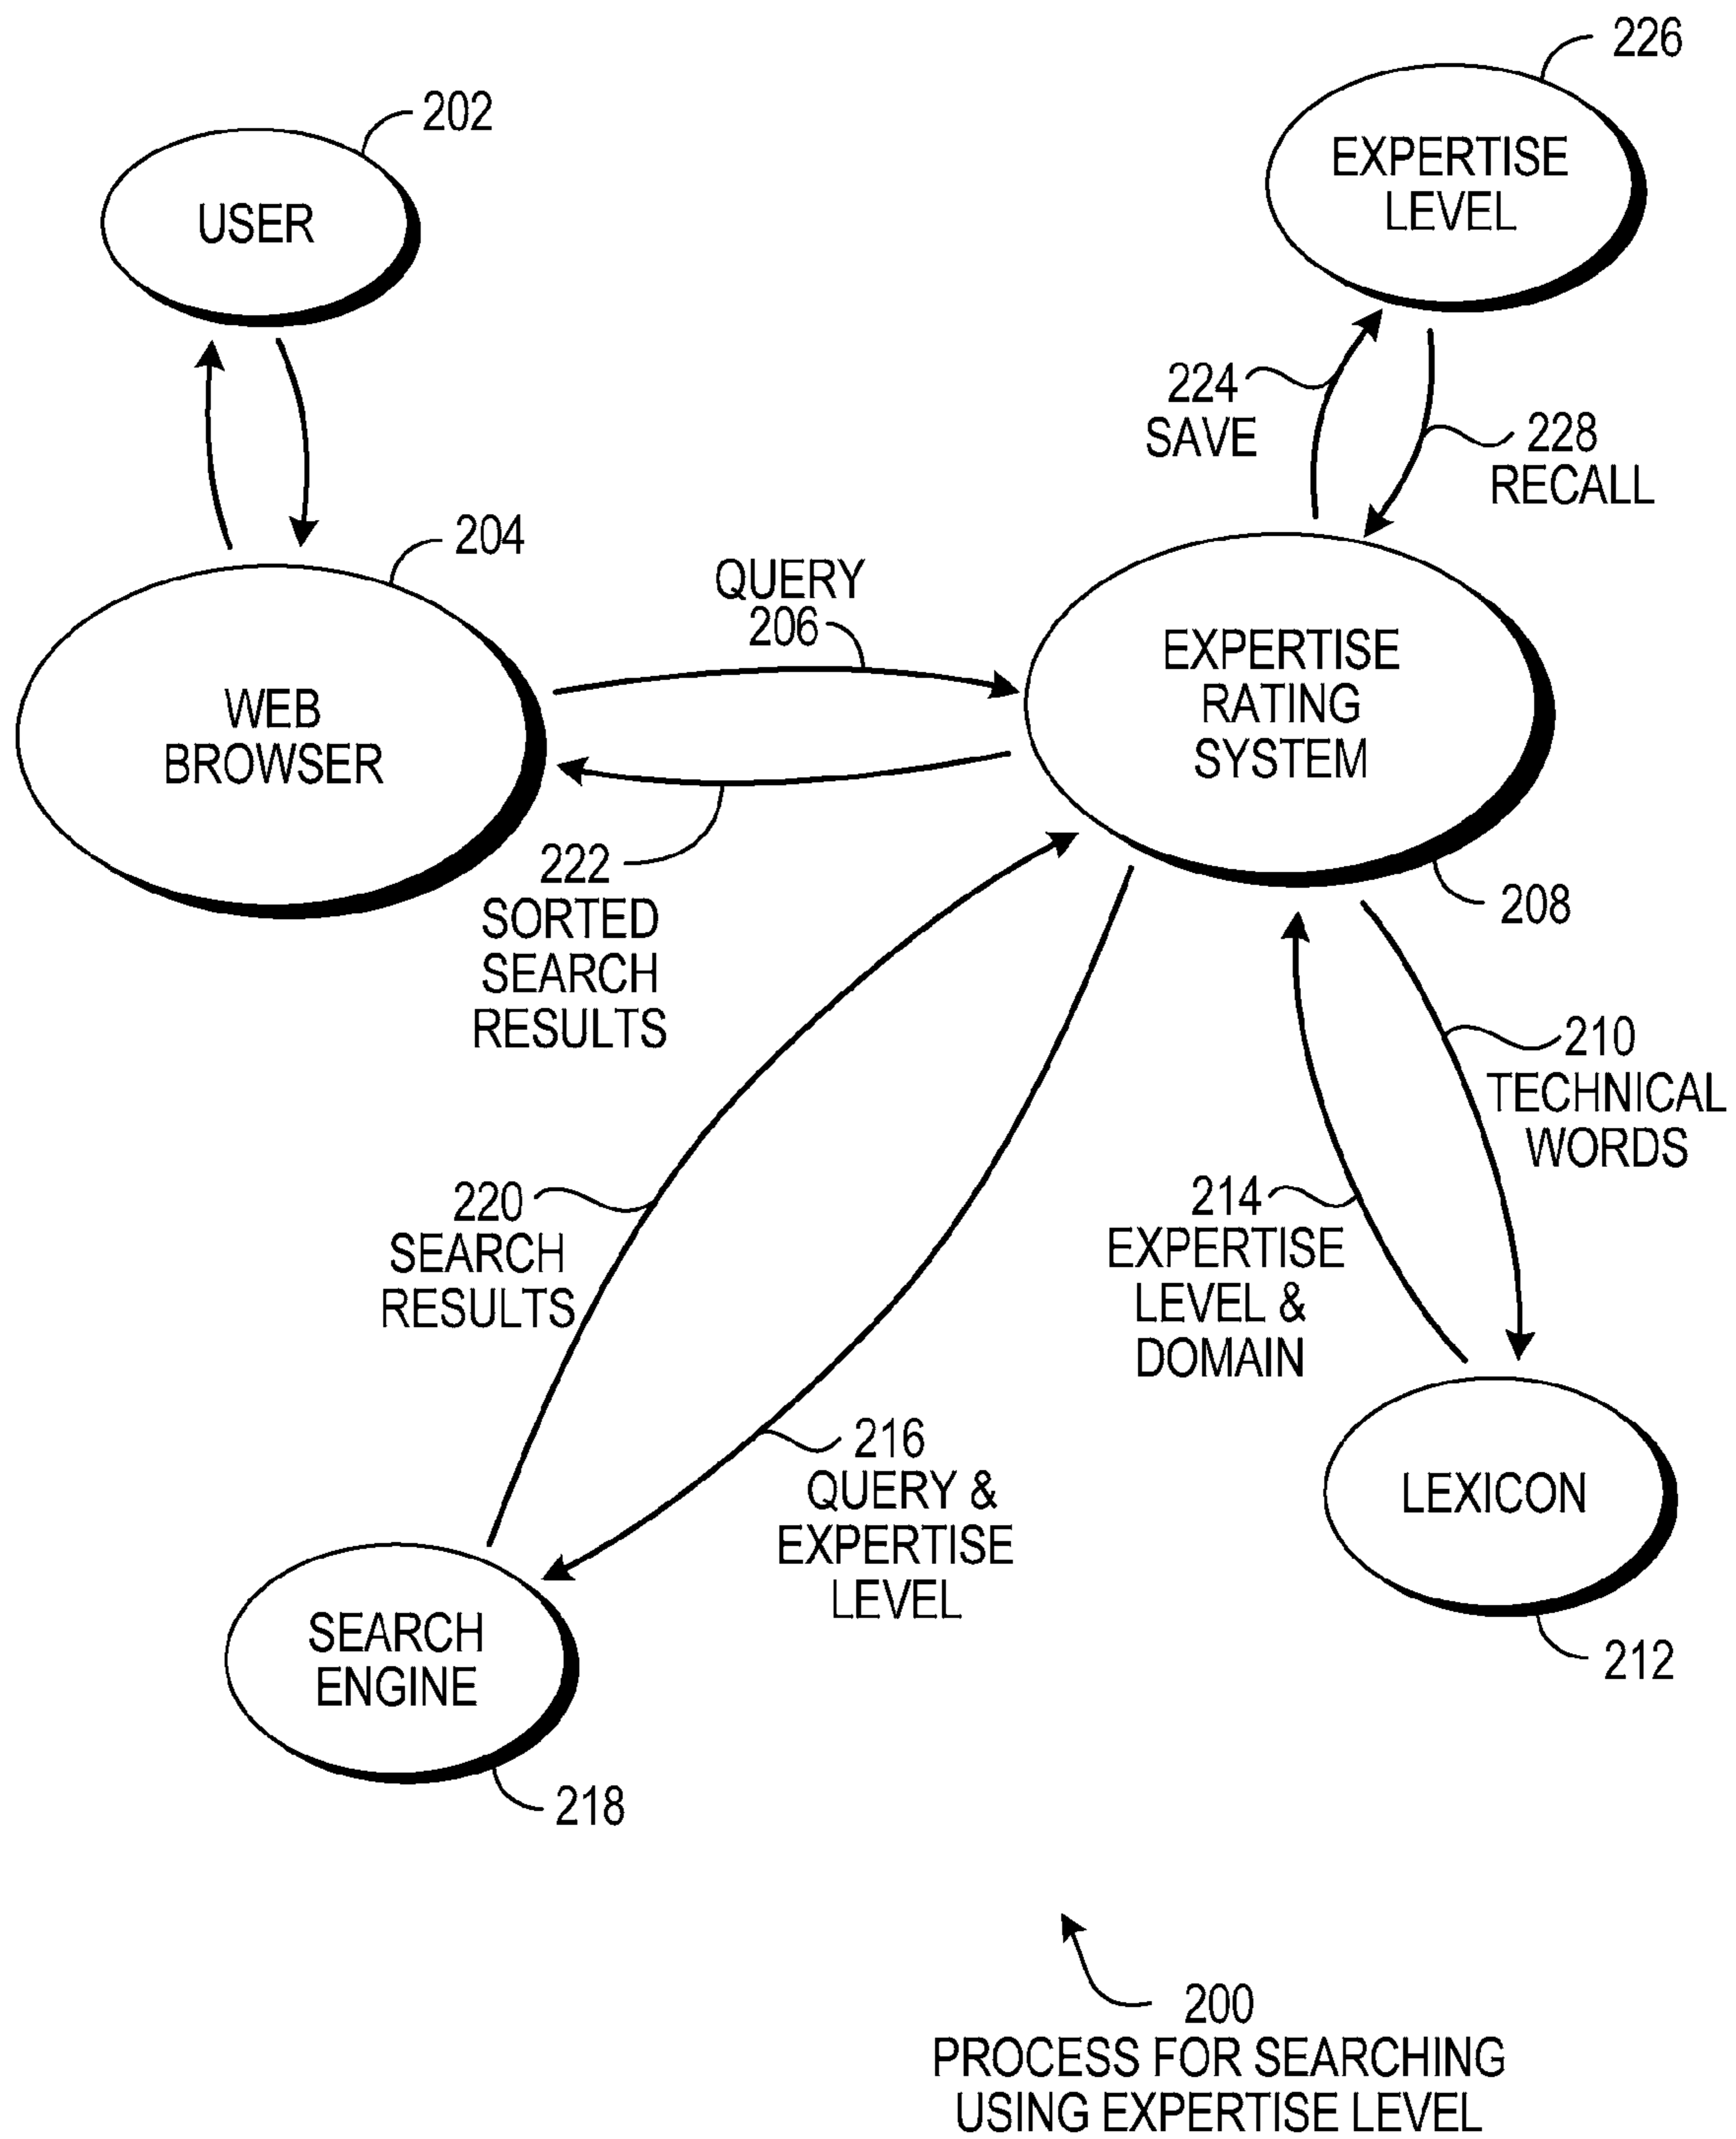 226
EXPERTISE
LEVEL
202
USER
224
SAVE
228
RECALL
204
WEB
BROWSER
QUERY
206
EXPERTISE
RATING
SYSTEM
222
SORTED
SEARCH
RESULTS
208
210
TECHNICAL
WORDS
220
SEARCH
RESULTS
214
EXPERTISE
LEVEL &
DOMAIN
216
QUERY &
EXPERTISE
LEVEL
LEXICON
212
SEARCH
ENGINE
218
200
PROCESS FOR SEARCHING
USING EXPERTISE LEVEL